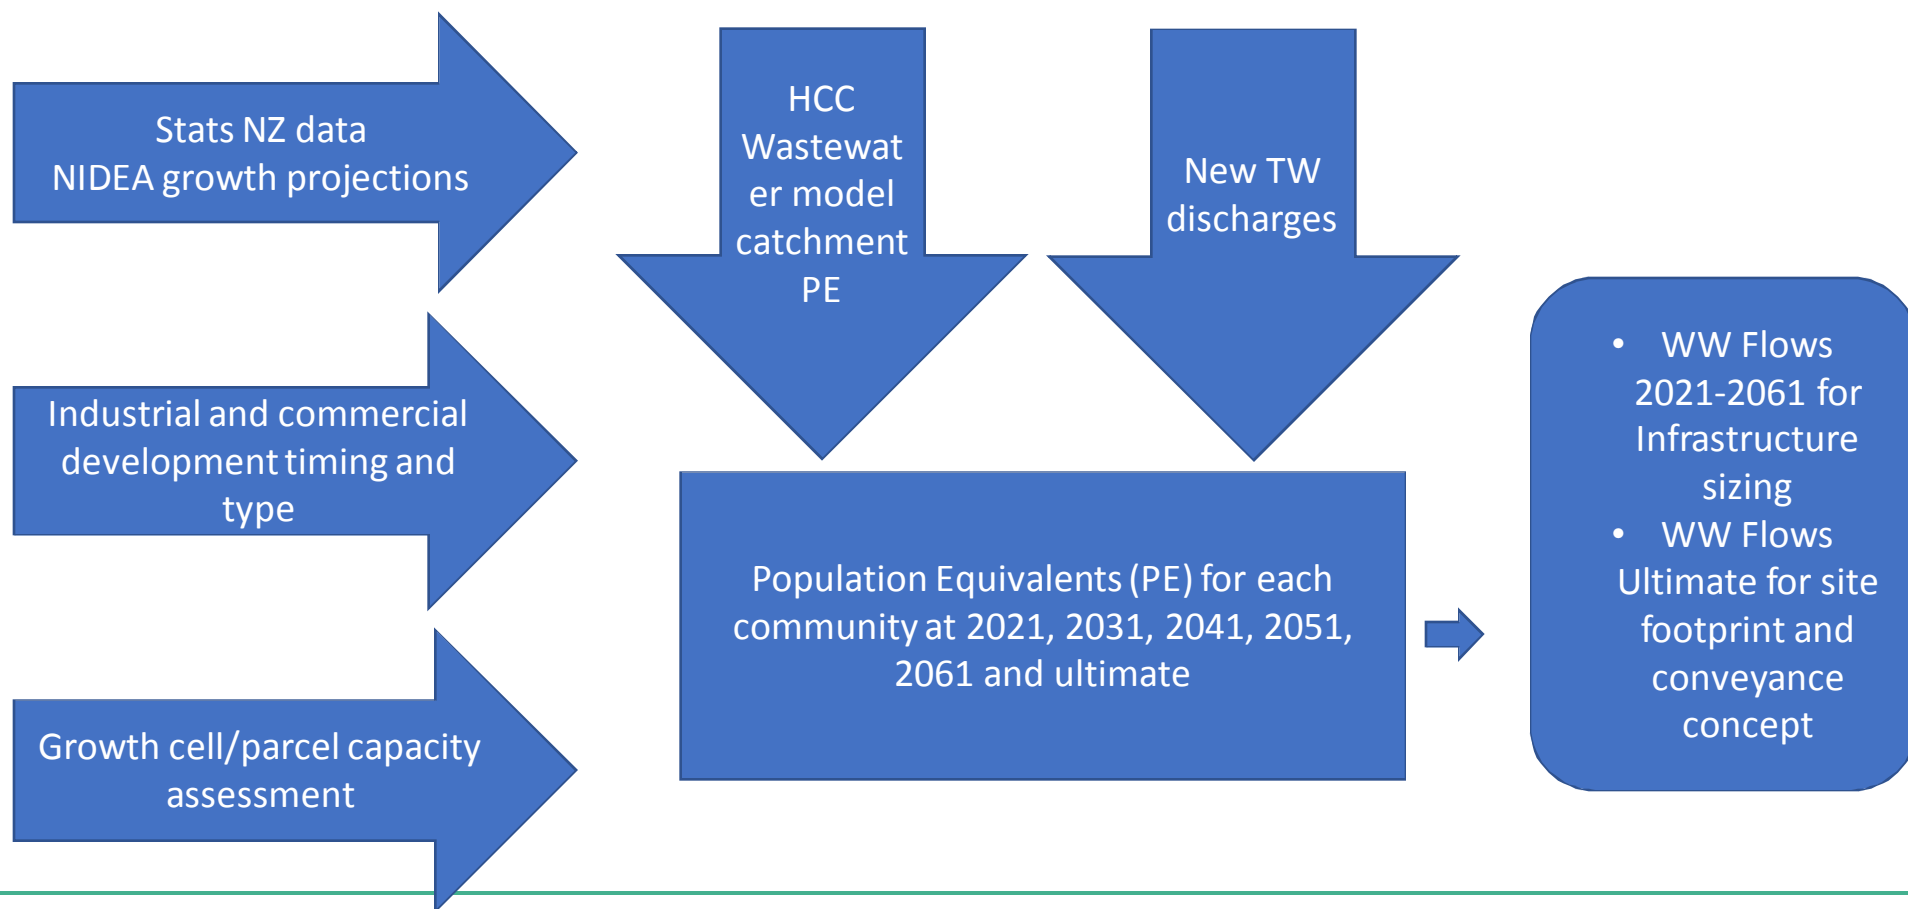 Stats NZ data
NIDEA growth projections
Industrial and commercial
development timing and
type
Growth cell/parcel capacity
assessment
HCC
Wastewat
er model
catchment
PE
New TW
discharges
Population Equivalents (PE) for each
community at 2021, 2031, 2041, 2051,
2061 and ultimate
• WW Flows
2021-2061 for
Infrastructure
sizing
• WW Flows
Ultimate for site
footprint and
conveyance
concept